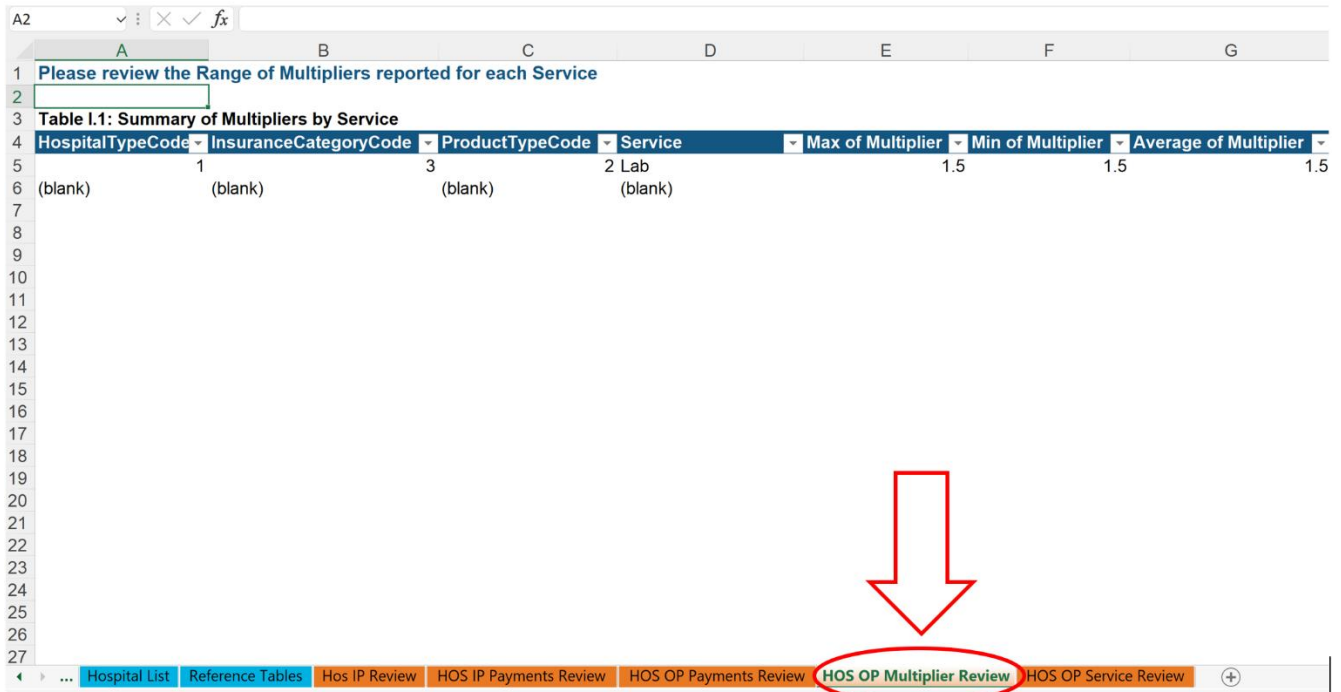 A2 fx
A B C D E F G
1 Please review the Range of Multipliers reported for each Service
2
3 Table I.1: Summary of Multipliers by Service
4 HospitalTypeCode InsuranceCategoryCode ProductTypeCode Service Max of Multiplier Min of Multiplier Average of Multiplier
5 1 3 2 Lab 1.5 1.5 1.5
6 (blank) (blank) (blank) (blank)
7
8
9
10
11
12
13
14
15
16
17
18
19
20
21
22
23
24
25
26
27
... Hospital List Reference Tables Hos IP Review HOS IP Payments Review HOS OP Payments Review HOS OP Multiplier Review HOS OP Service Review